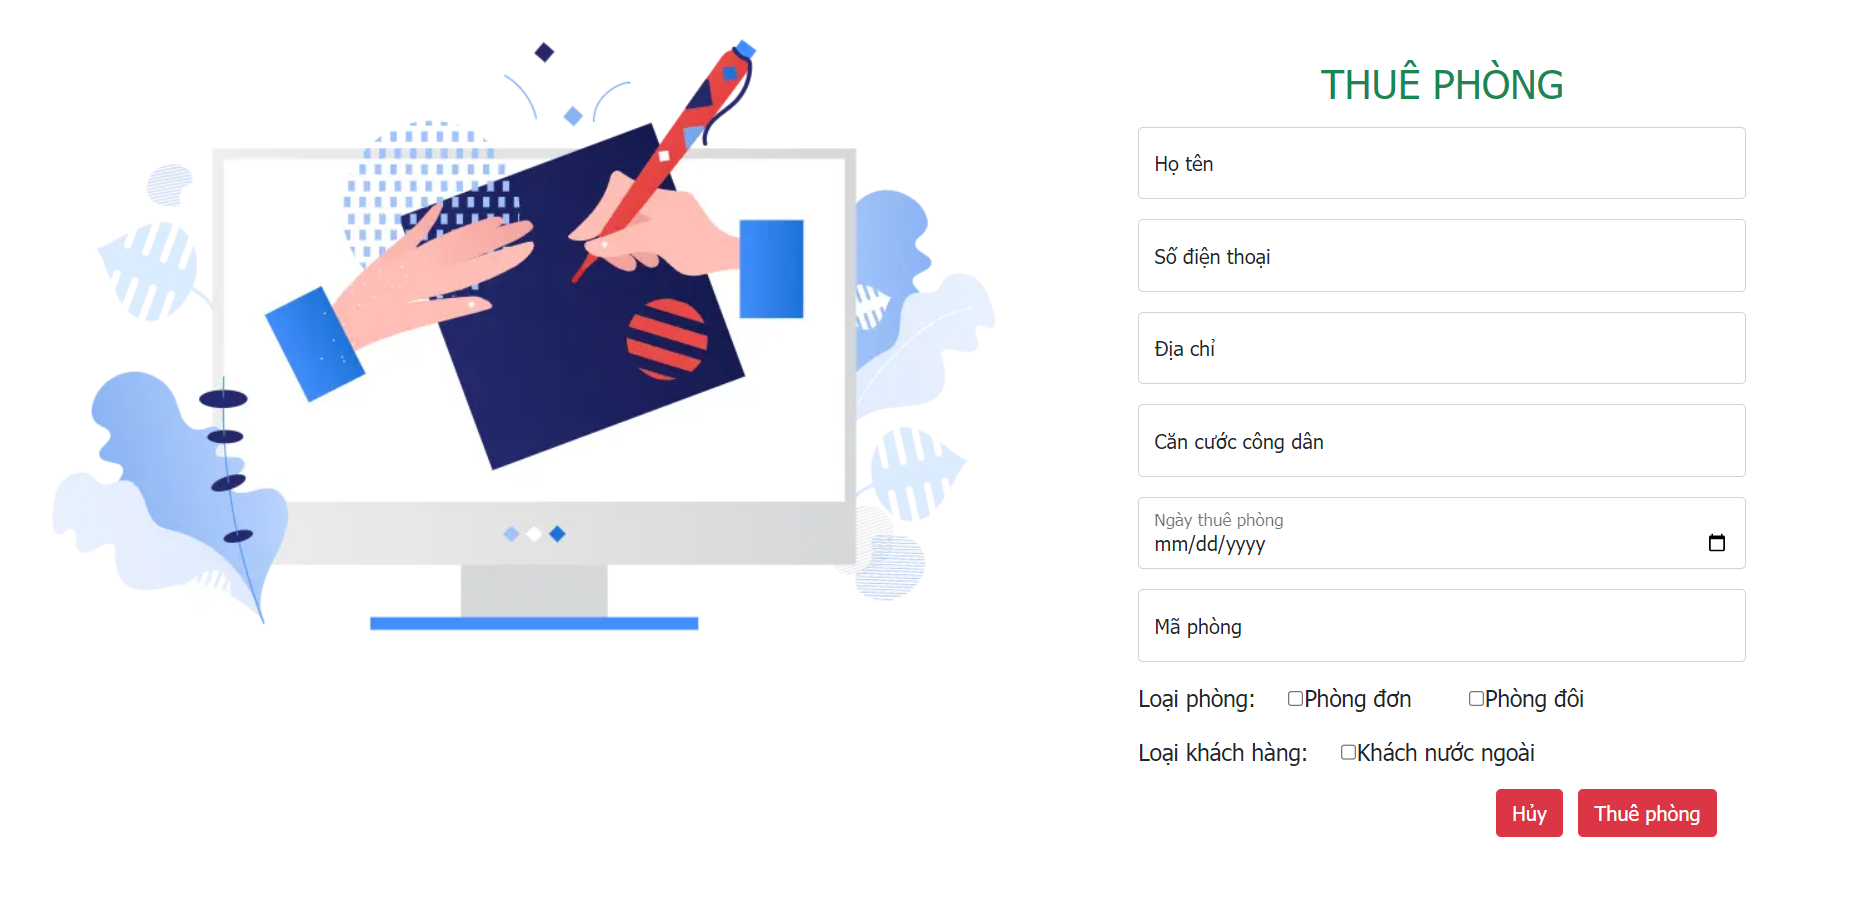 THUÊ PHÒNG
Họ tên
Số điện thoại
Địa chỉ
Căn cước công dân
Ngày thuê phòng
mm/dd/yyyy
Mã phòng
Loại phòng: Phòng đơn Phòng đôi
Loại khách hàng: Khách nước ngoài
Hủy Thuê phòng